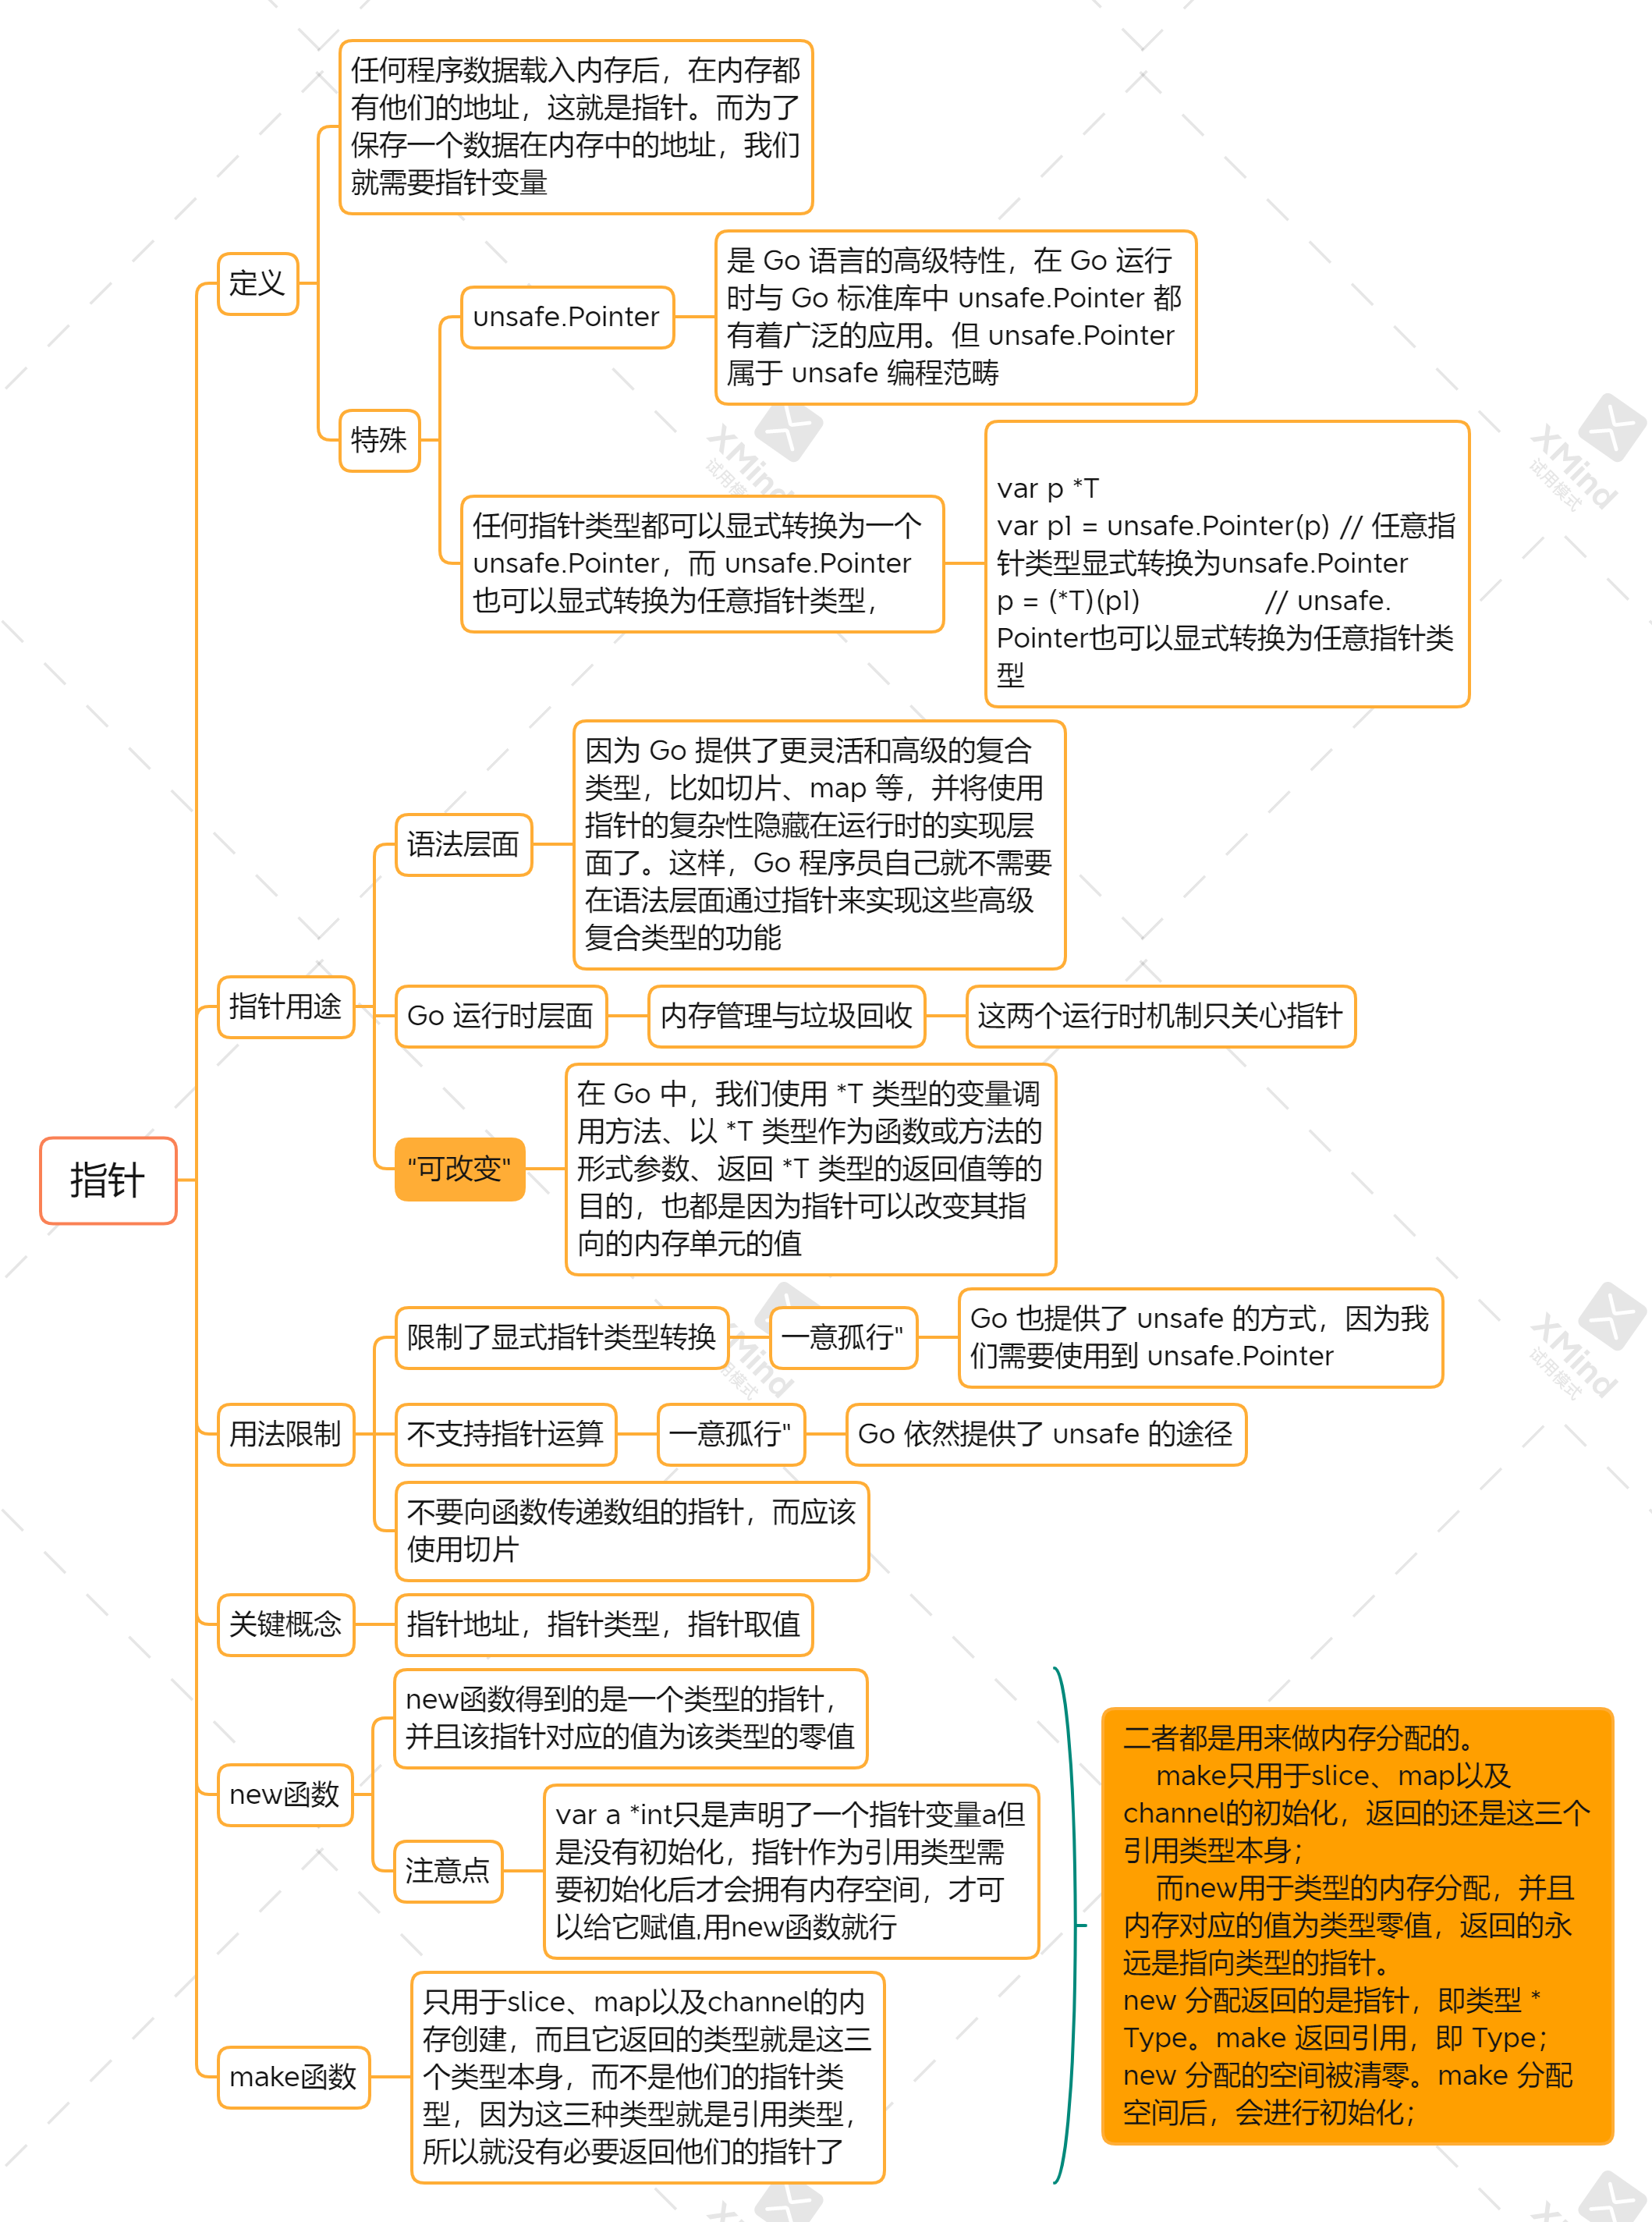 任何程序数据载入内存后，在内存都
有他们的地址，这就是指针。而为了
保存一个数据在内存中的地址，我们
就需要指针变量
定义
特殊
unsafe.Pointer
是 Go 语言的高级特性，在 Go 运行
时与 Go 标准库中 unsafe.Pointer 都
有着广泛的应用。但 unsafe.Pointer
属于 unsafe 编程范畴
任何指针类型都可以显式转换为一个
unsafe.Pointer，而 unsafe.Pointer
也可以显式转换为任意指针类型，
var p *T
var p1 = unsafe.Pointer(p) // 任意指
针类型显式转换为unsafe.Pointer
p = (*T)(p1) // unsafe.
Pointer也可以显式转换为任意指针类
型
指针
指针用途
语法层面
因为 Go 提供了更灵活和高级的复合
类型，比如切片、map 等，并将使用
指针的复杂性隐藏在运行时的实现层
面了。这样，Go 程序员自己就不需要
在语法层面通过指针来实现这些高级
复合类型的功能
Go 运行时层面
内存管理与垃圾回收
这两个运行时机制只关心指针
"可改变"
在 Go 中，我们使用 *T 类型的变量调
用方法、以 *T 类型作为函数或方法的
形式参数、返回 *T 类型的返回值等的
目的，也都是因为指针可以改变其指
向的内存单元的值
用法限制
限制了显式指针类型转换
一意孤行"
Go 也提供了 unsafe 的方式，因为我
们需要使用到 unsafe.Pointer
不支持指针运算
一意孤行"
Go 依然提供了 unsafe 的途径
不要向函数传递数组的指针，而应该
使用切片
关键概念
指针地址，指针类型，指针取值
new函数
new函数得到的是一个类型的指针，
并且该指针对应的值为该类型的零值
注意点
var a *int只是声明了一个指针变量a但
是没有初始化，指针作为引用类型需
要初始化后才会拥有内存空间，才可
以给它赋值,用new函数就行
make函数
只用于slice、map以及channel的内
存创建，而且它返回的类型就是这三
个类型本身，而不是他们的指针类
型，因为这三种类型就是引用类型，
所以就没有必要返回他们的指针了
二者都是用来做内存分配的。
make只用于slice、map以及
channel的初始化，返回的还是这三个
引用类型本身；
而new用于类型的内存分配，并且
内存对应的值为类型零值，返回的永
远是指向类型的指针。
new 分配返回的是指针，即类型 *
Type。make 返回引用，即 Type；
new 分配的空间被清零。make 分配
空间后，会进行初始化；
XMind
试用模式
XMind
试用模式
XMind
试用模式